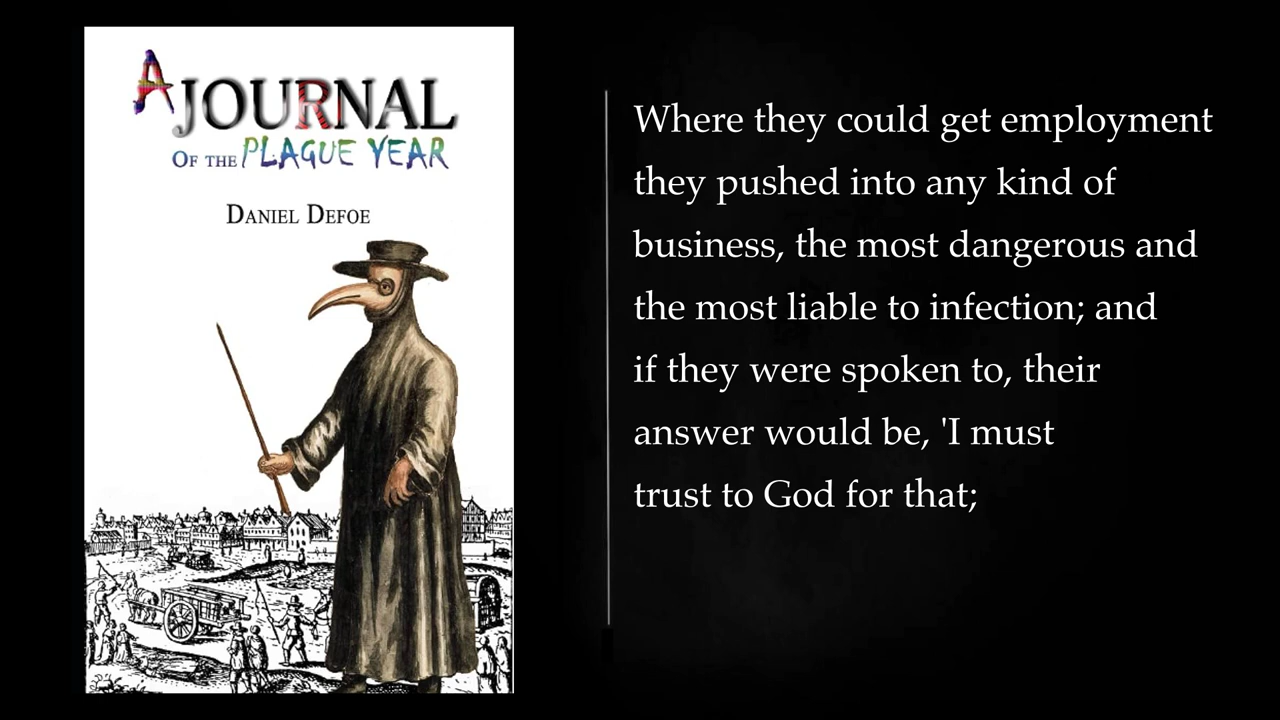 A JOURNAL
OF THE PLAGUE YEAR
DANIEL DEFOE
Where they could get employment
they pushed into any kind of
business, the most dangerous and
the most liable to infection; and
if they were spoken to, their
answer would be, 'I must
trust to God for that;